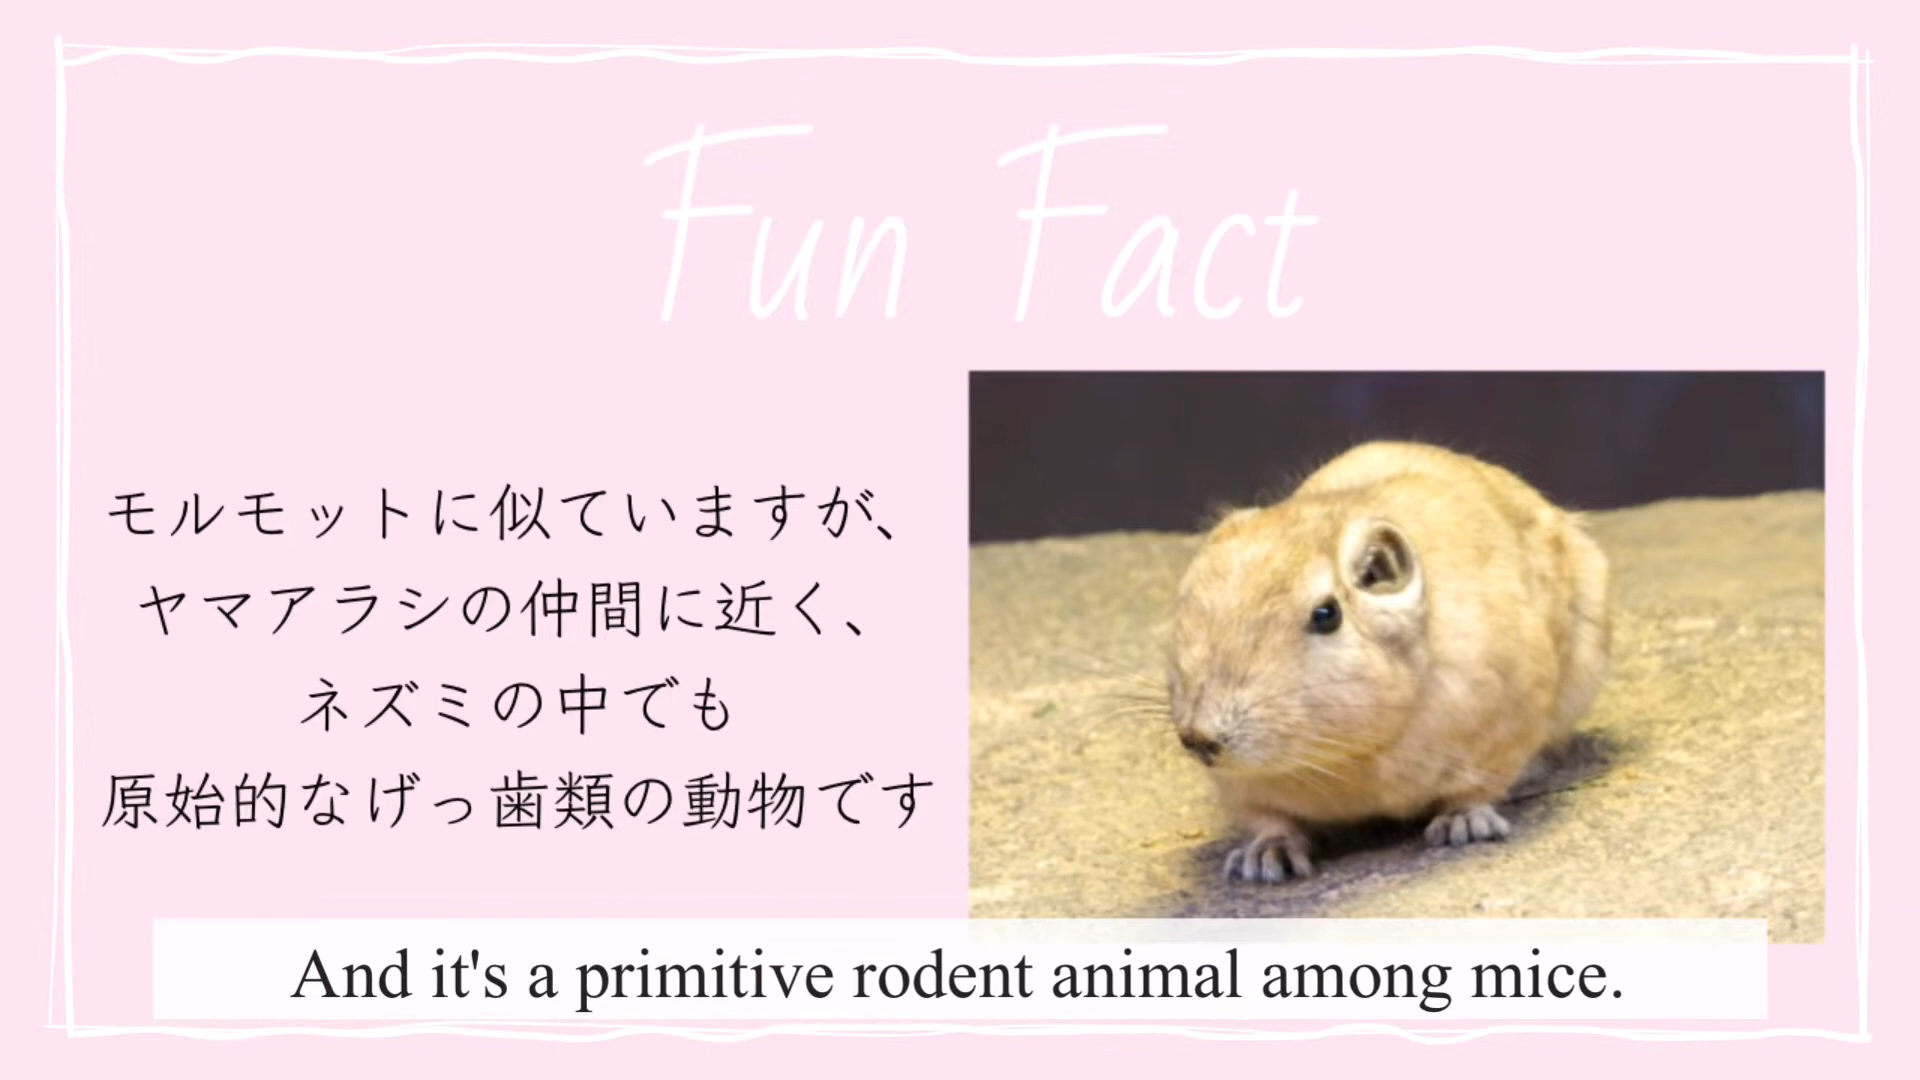 Fun Fact
モルモットに似ていますが、
ヤマアラシの仲間に近く、
ネズミの中でも
原始的なげっ歯類の動物です
And it's a primitive rodent animal among mice.